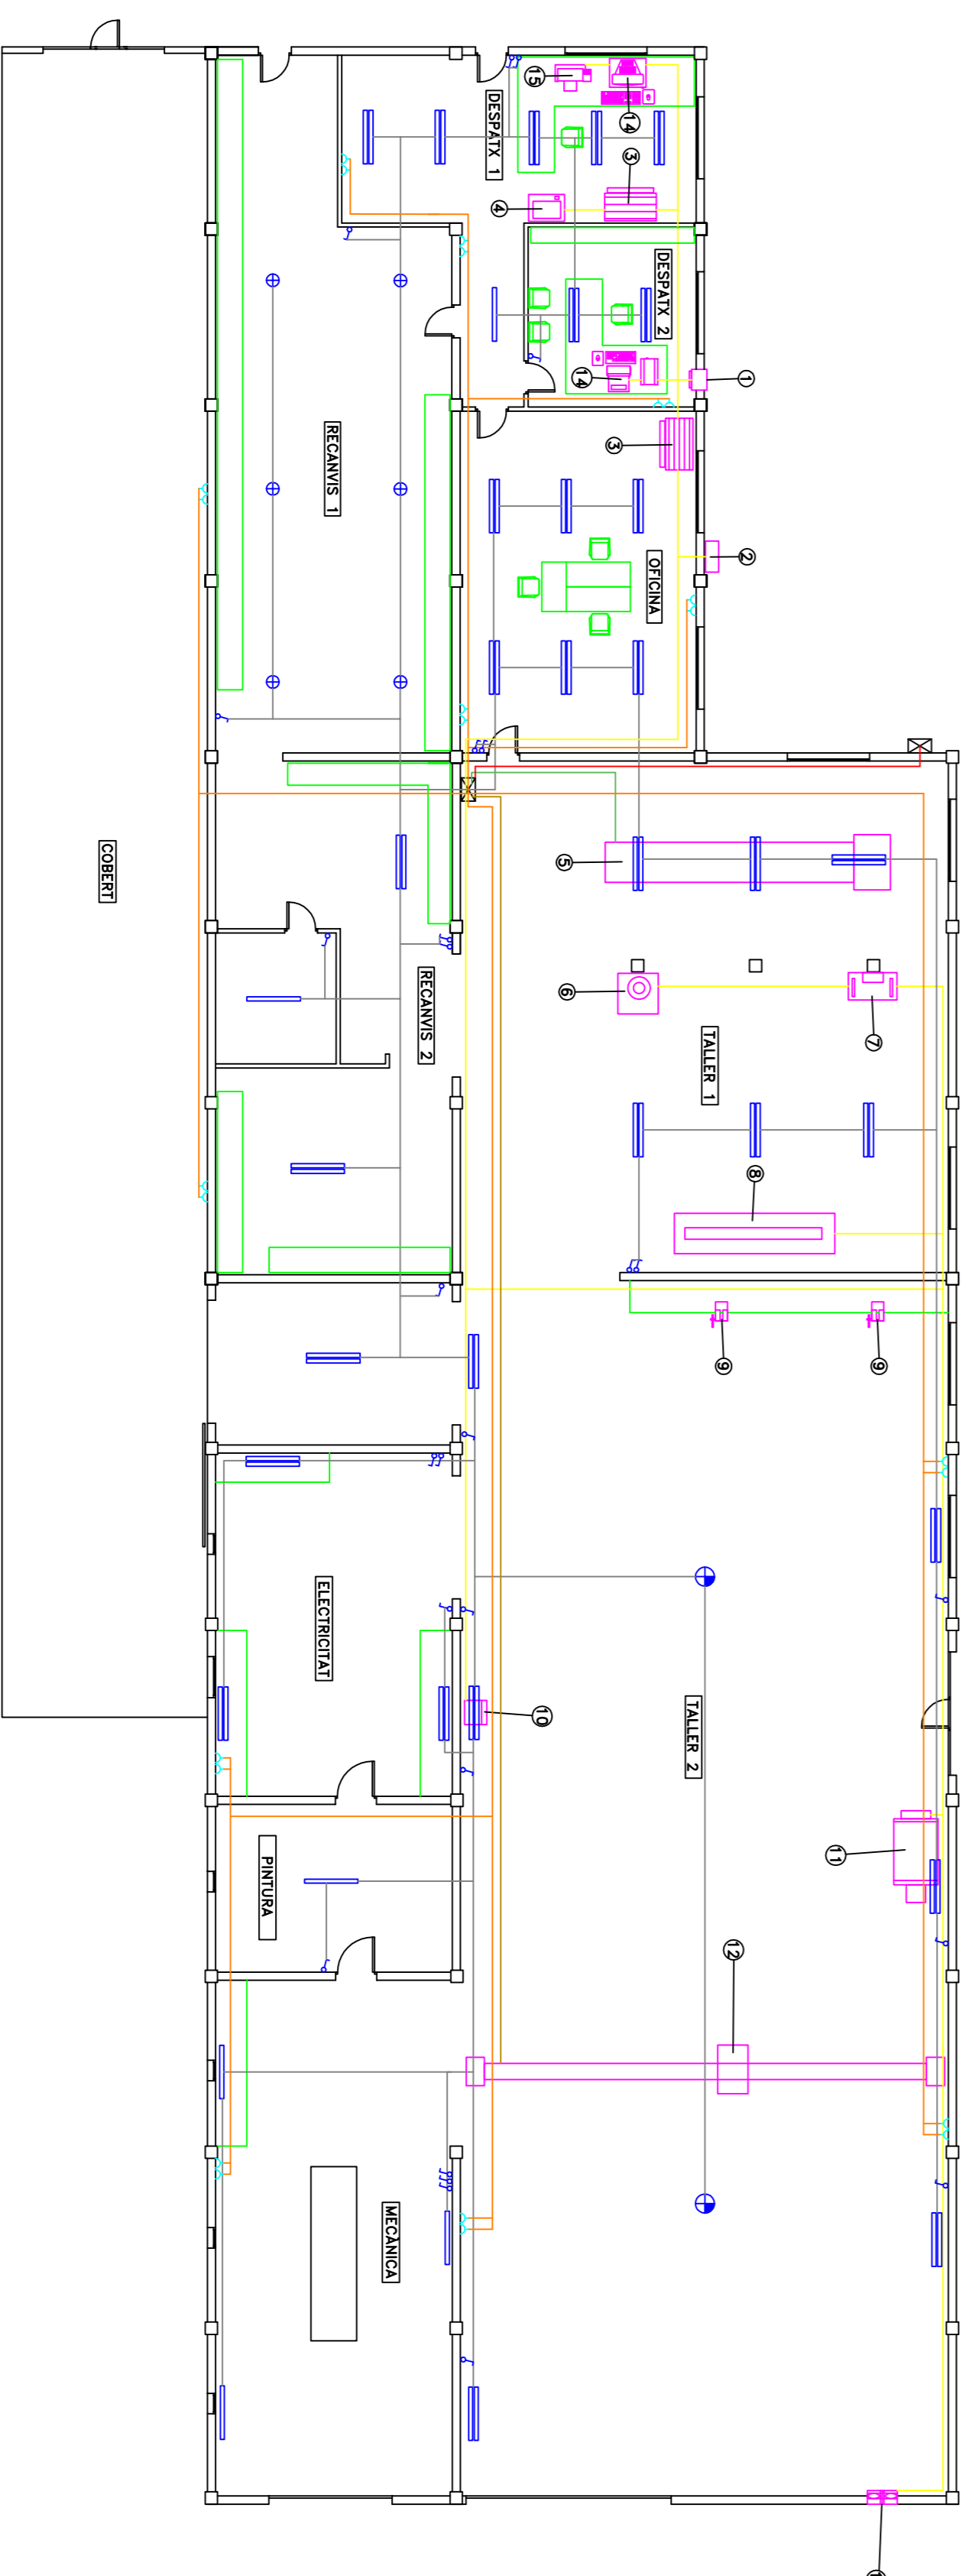 15
14
DESPATX 1
3
4
DESPATX 2
1
14
3
RECANVIS 1
2
OFICINA
COBERT
5
RECANVIS 2
6
7
TALLER 1
8
9
9
ELECTRICITAT
10
TALLER 2
PINTURA
11
12
MECÀNICA